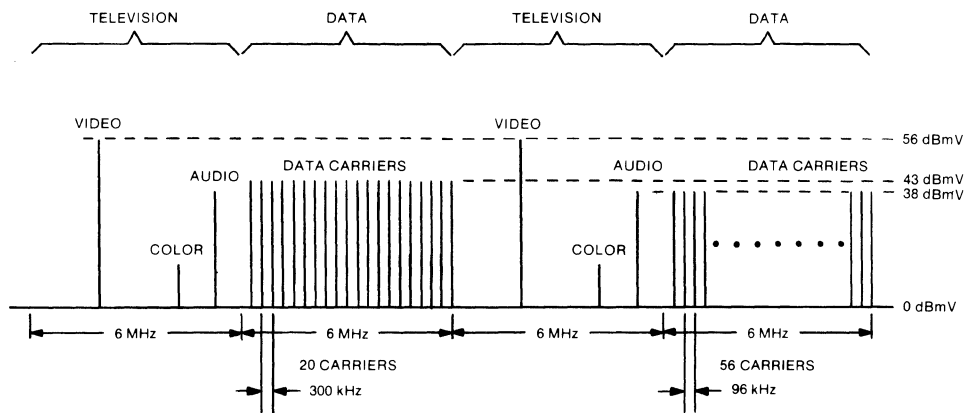 TELEVISION DATA TELEVISION DATA
VIDEO VIDEO
56 dBmV
DATA CARRIERS AUDIO DATA CARRIERS
AUDIO 43 dBmV
38 dBmV
COLOR COLOR
0 dBmV
6 MHz 6 MHz 6 MHz 6 MHz
20 CARRIERS 56 CARRIERS
300 kHz 96 kHz